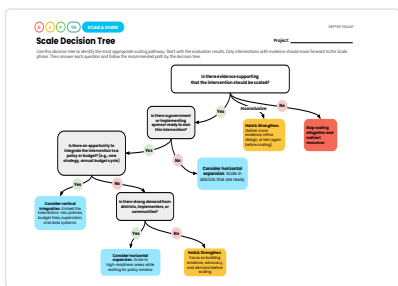 D E P TH SCALE & SHARE
DEPTHS TOOLKIT
Scale Decision Tree
Project:
Use this decision tree to identify the most appropriate scaling pathway. Start with the evaluation results. Only interventions with evidence should move forward to the Scale
phase. Then answer each question and follow the recommended path by the decision tree
Is there evidence supporting
that the intervention should be scaled?
Yes
Inconclusive
No
Is there a government
or implementing
sponsor ready to own
this intervention?
Hold & Strengthen.
Gather more
evidence, refine
design, or test again
before scaling)
Stop scaling
altogether and
redirect
resources
Yes
No
Is there an opportunity to
integrate the intervention to a
policy or budget? (e.g., new
strategy, annual budget cycle)
Consider horizontal
expansion. Scale in
districts that are ready
Yes
No
Consider vertical
integration. Embed the
intervention into policies,
budget lines, supervision,
and data systems.
Is there strong demand from
districts, implementers, or
communities?
Yes
No
Consider horizontal
expansion. Scale to
high-readiness areas while
waiting for policy window
Hold & Strengthen
Focus on building
evidence, advocacy,
and demand before
scaling